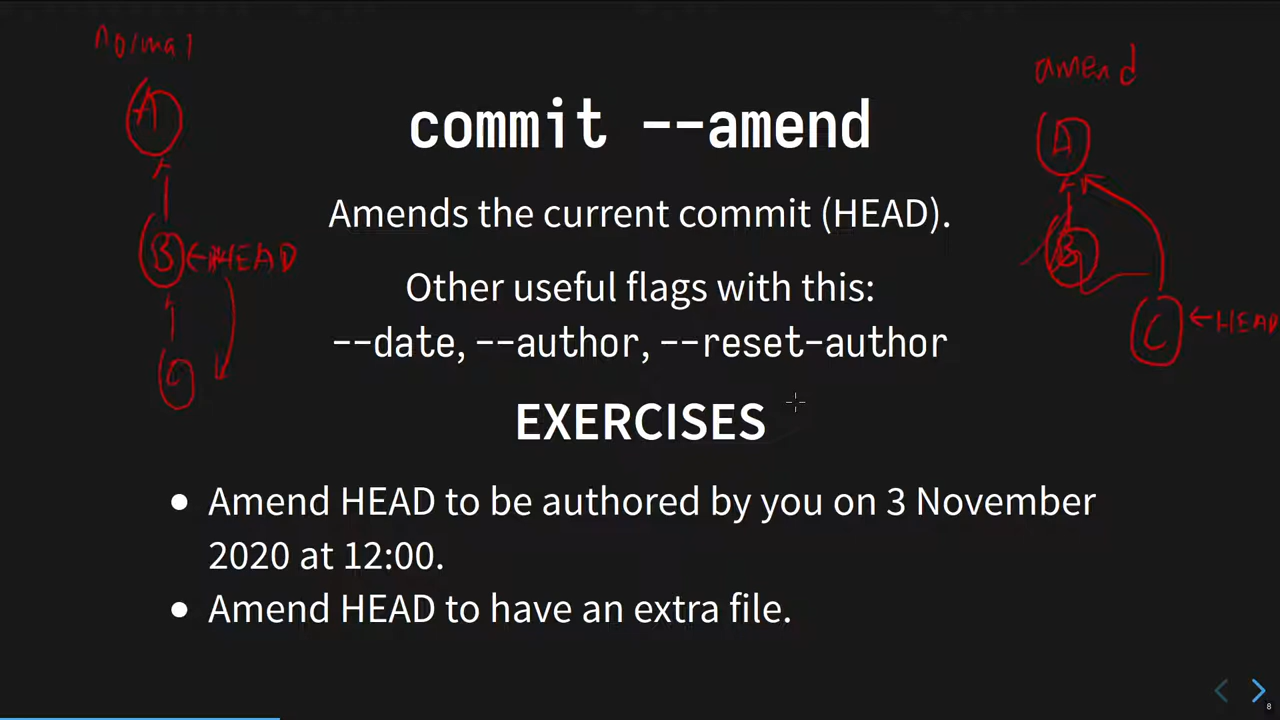 normal
amend
A
A
commit --amend
Amends the current commit (HEAD).
B ←HEAD
B
Other useful flags with this:
C ←HEAD
--date, --author, --reset-author
C
EXERCISES
• Amend HEAD to be authored by you on 3 November
2020 at 12:00.
• Amend HEAD to have an extra file.
8